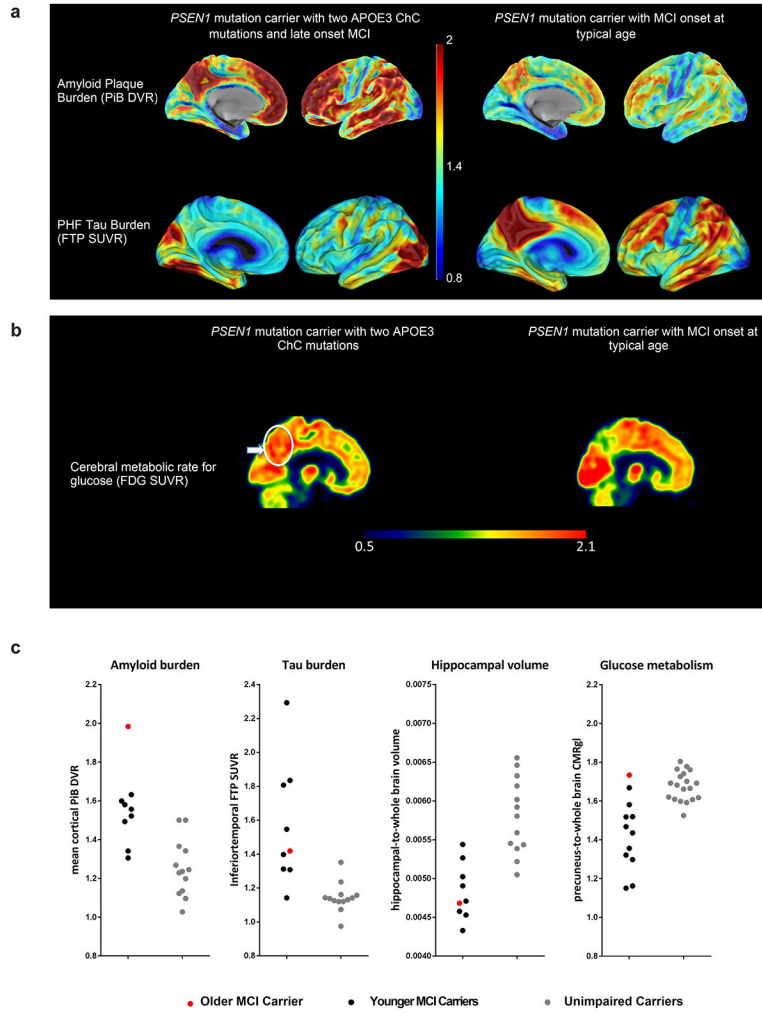 a
PSEN1 mutation carrier with two APOE3 ChC
mutations and late onset MCI
PSEN1 mutation carrier with MCI onset at
typical age
2
Amyloid Plaque
Burden (PiB DVR)
1.4
PHF Tau Burden
(FTP SUVR)
0.8
b
PSEN1 mutation carrier with two APOE3
ChC mutations
PSEN1 mutation carrier with MCI onset at
typical age
Cerebral metabolic rate for
glucose (FDG SUVR)
0.5
2.1
c
Amyloid burden
mean cortical PiB DVR
2.2
2.0
1.8
1.6
1.4
1.2
1.0
0.8
Tau burden
Inferiortemporal FTP SUVR
2.4
2.2
2.0
1.8
1.6
1.4
1.2
1.0
0.8
Hippocampal volume
hippocampal-to-whole brain volume
0.0075
0.0070
0.0065
0.0060
0.0055
0.0050
0.0045
0.0040
Glucose metabolism
precuneus-to-whole brain CMRgl
2.2
2.0
1.8
1.6
1.4
1.2
1.0
0.8
Older MCI Carrier
Younger MCI Carriers
Unimpaired Carriers